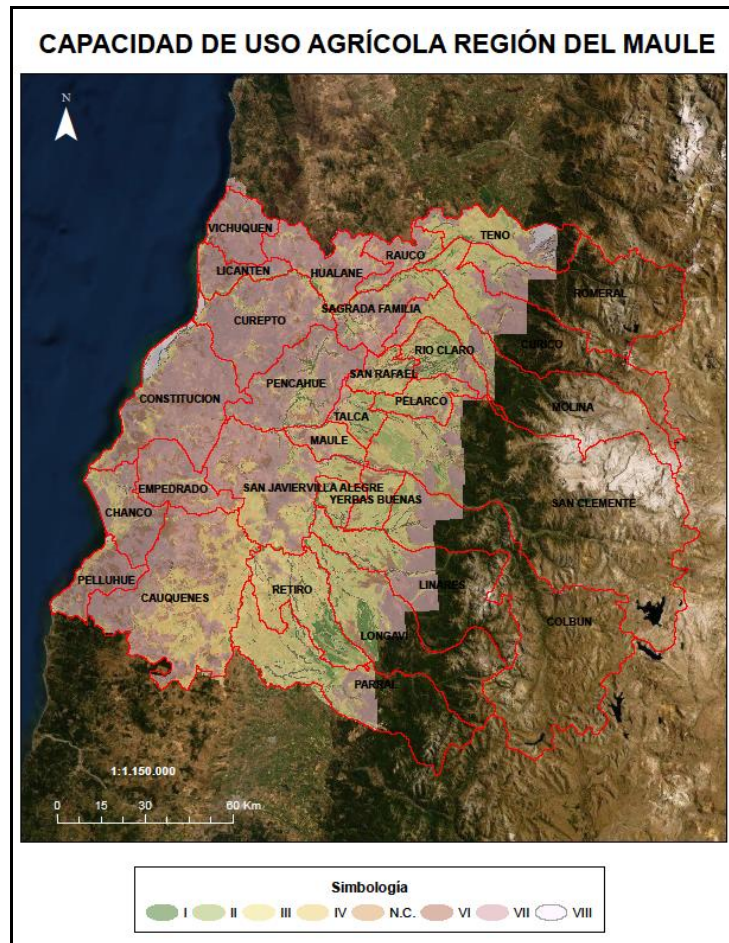 CAPACIDAD DE USO AGRÍCOLA REGIÓN DEL MAULE
N
VICHUQUEN
TENO
RAUCO
LICANTEN
HUALANE
ROMERAL
SAGRADA FAMILIA
CUREPTO
CURICO
RIO CLARO
SAN RAFAEL
PENCAHUE
PELARCO
CONSTITUCION
MOLINA
TALCA
MAULE
EMPEDRADO
SAN JAVIER
VILLA ALEGRE
YERBAS BUENAS
SAN CLEMENTE
CHANCO
PELLUHUE
CAUQUENES
RETIRO
LINARES
COLBUN
LONGAVI
PARRAL
1:1.150.000
0 15 30 60 Km
Simbología
I II III IV N.C. VI VII VIII